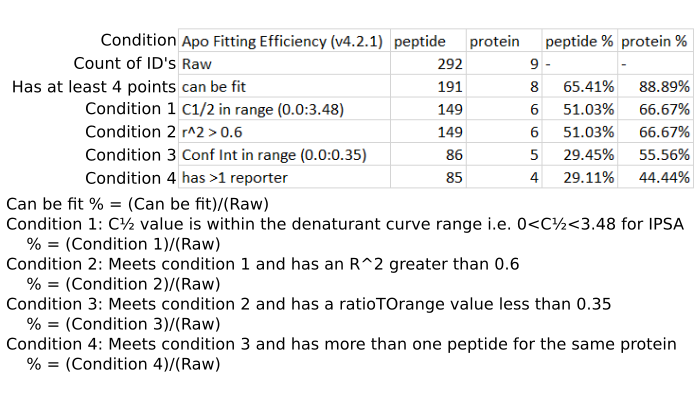 Condition Apo Fitting Efficiency (v4.2.1) peptide protein peptide % protein %
Count of ID's Raw 292 9 - -
Has at least 4 points can be fit 191 8 65.41% 88.89%
Condition 1 C1/2 in range (0.0:3.48) 149 6 51.03% 66.67%
Condition 2 r^2 > 0.6 149 6 51.03% 66.67%
Condition 3 Conf Int in range (0.0:0.35) 86 5 29.45% 55.56%
Condition 4 has >1 reporter 85 4 29.11% 44.44%
Can be fit % = (Can be fit)/(Raw)
Condition 1: C½ value is within the denaturant curve range i.e. 0<C½<3.48 for IPSA
% = (Condition 1)/(Raw)
Condition 2: Meets condition 1 and has an R^2 greater than 0.6
% = (Condition 2)/(Raw)
Condition 3: Meets condition 2 and has a ratioTOrange value less than 0.35
% = (Condition 3)/(Raw)
Condition 4: Meets condition 3 and has more than one peptide for the same protein
% = (Condition 4)/(Raw)